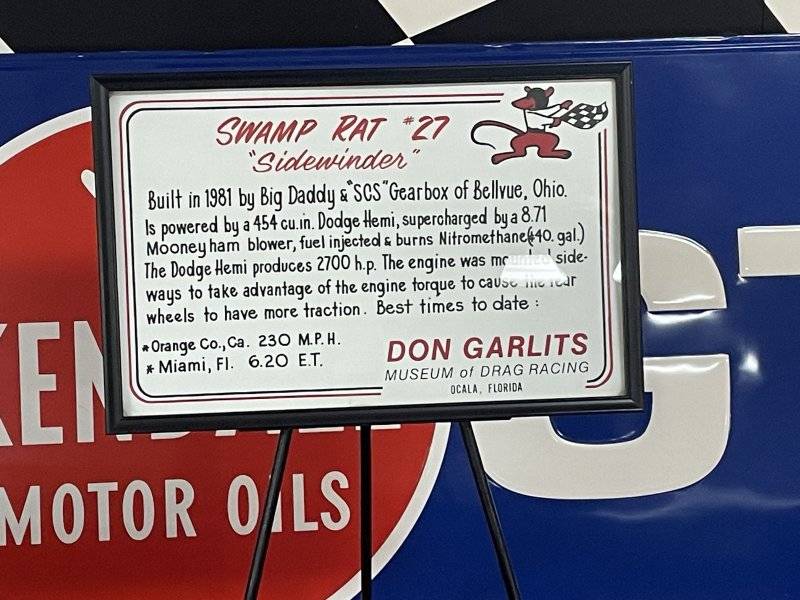 SWAMP RAT #27
"Sidewinder"
Built in 1981 by Big Daddy & "SCS" Gearbox of Bellvue, Ohio.
Is powered by a 454 cu.in. Dodge Hemi, supercharged by a 8.71
Mooneyham blower, fuel injected & burns Nitromethane ($40. gal.)
The Dodge Hemi produces 2700 h.p. The engine was mounted side-
ways to take advantage of the engine torque to cause the rear
wheels to have more traction. Best times to date :
* Orange Co., Ca. 230 M.P.H.
* Miami, Fl. 6.20 E.T.
DON GARLITS
MUSEUM of DRAG RACING
OCALA, FLORIDA
MOTOR OILS